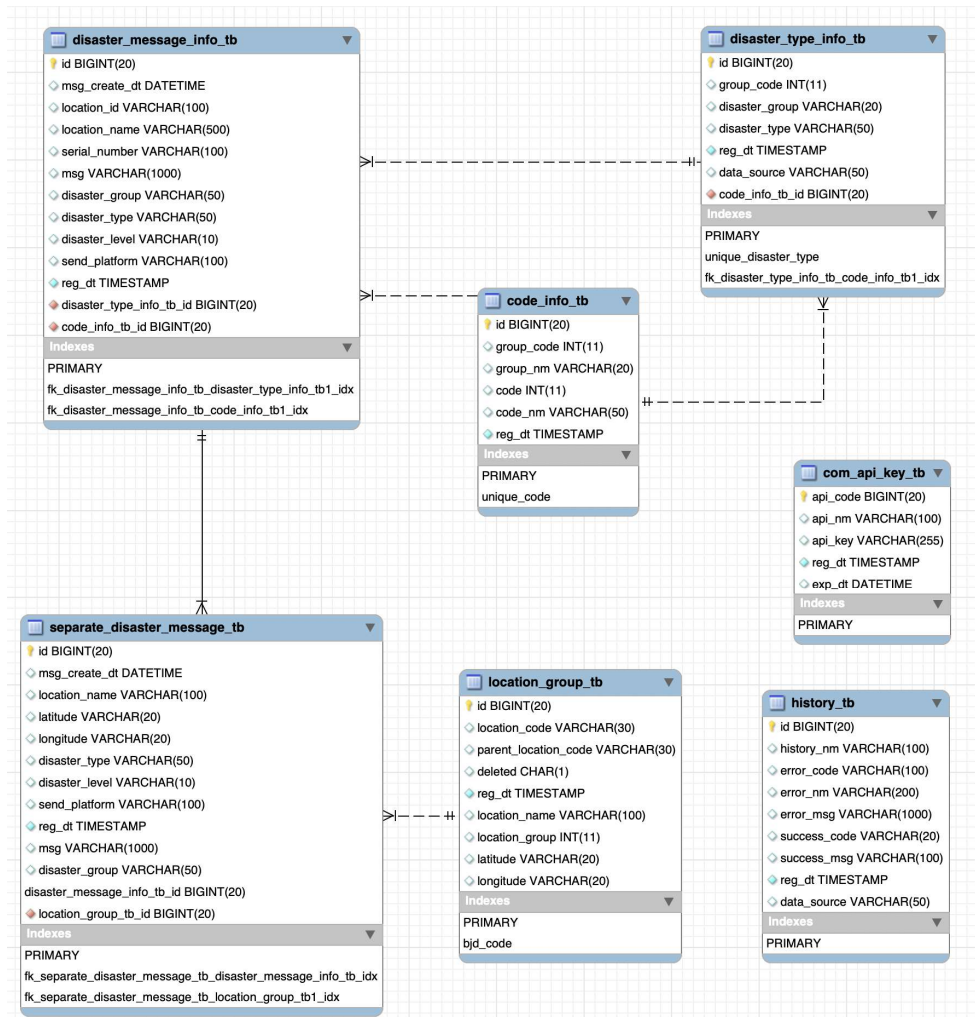 disaster_message_info_tb
id BIGINT(20)
msg_create_dt DATETIME
location_id VARCHAR(100)
location_name VARCHAR(500)
serial_number VARCHAR(100)
msg VARCHAR(1000)
disaster_group VARCHAR(50)
disaster_type VARCHAR(50)
disaster_level VARCHAR(10)
send_platform VARCHAR(100)
reg_dt TIMESTAMP
disaster_type_info_tb_id BIGINT(20)
code_info_tb_id BIGINT(20)
Indexes
PRIMARY
fk_disaster_message_info_tb_disaster_type_info_tb1_idx
fk_disaster_message_info_tb_code_info_tb1_idx
disaster_type_info_tb
id BIGINT(20)
group_code INT(11)
disaster_group VARCHAR(20)
disaster_type VARCHAR(50)
reg_dt TIMESTAMP
data_source VARCHAR(50)
code_info_tb_id BIGINT(20)
Indexes
PRIMARY
unique_disaster_type
fk_disaster_type_info_tb_code_info_tb1_idx
code_info_tb
id BIGINT(20)
group_code INT(11)
group_nm VARCHAR(20)
code INT(11)
code_nm VARCHAR(50)
reg_dt TIMESTAMP
Indexes
PRIMARY
unique_code
com_api_key_tb
api_code BIGINT(20)
api_nm VARCHAR(100)
api_key VARCHAR(255)
reg_dt TIMESTAMP
exp_dt DATETIME
Indexes
PRIMARY
separate_disaster_message_tb
id BIGINT(20)
msg_create_dt DATETIME
location_name VARCHAR(100)
latitude VARCHAR(20)
longitude VARCHAR(20)
disaster_type VARCHAR(50)
disaster_level VARCHAR(10)
send_platform VARCHAR(100)
reg_dt TIMESTAMP
msg VARCHAR(1000)
disaster_group VARCHAR(50)
disaster_message_info_tb_id BIGINT(20)
location_group_tb_id BIGINT(20)
Indexes
PRIMARY
fk_separate_disaster_message_tb_disaster_message_info_tb_idx
fk_separate_disaster_message_tb_location_group_tb1_idx
location_group_tb
id BIGINT(20)
location_code VARCHAR(30)
parent_location_code VARCHAR(30)
deleted CHAR(1)
reg_dt TIMESTAMP
location_name VARCHAR(100)
location_group INT(11)
latitude VARCHAR(20)
longitude VARCHAR(20)
Indexes
PRIMARY
bjd_code
history_tb
id BIGINT(20)
history_nm VARCHAR(100)
error_code VARCHAR(100)
error_nm VARCHAR(200)
error_msg VARCHAR(1000)
success_code VARCHAR(20)
success_msg VARCHAR(100)
reg_dt TIMESTAMP
data_source VARCHAR(50)
Indexes
PRIMARY